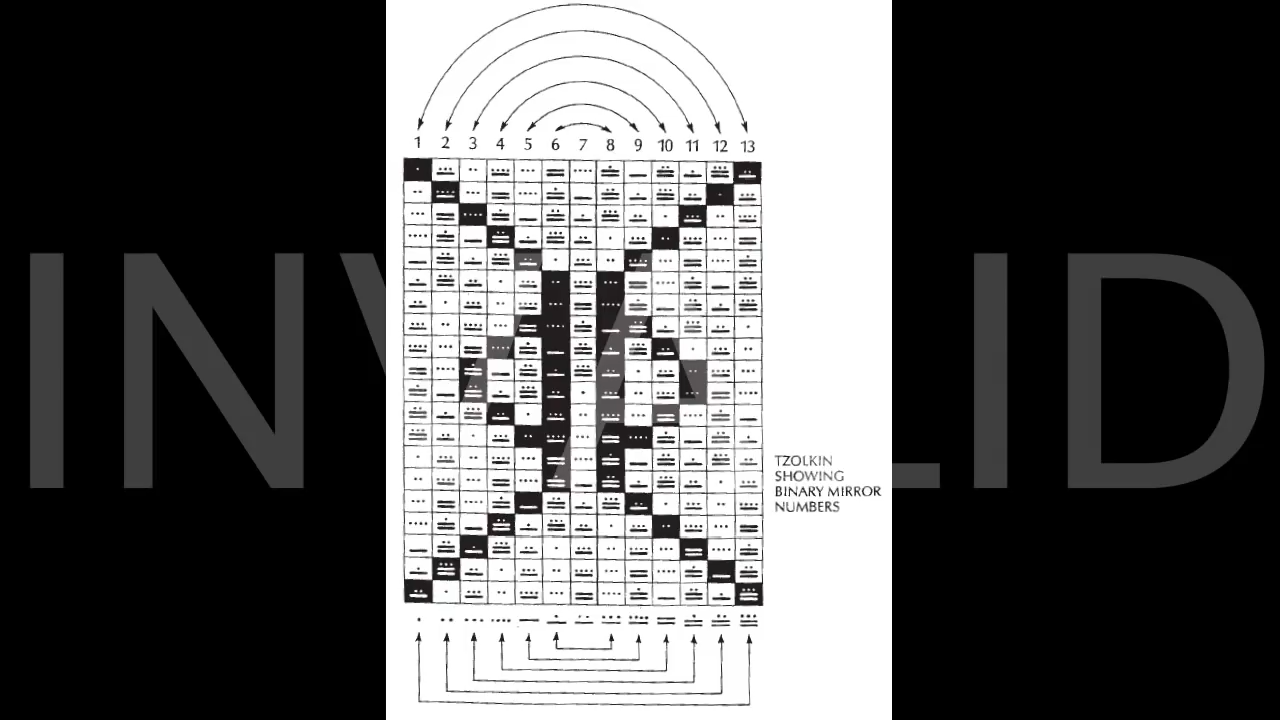 1 2 3 4 5 6 7 8 9 10 11 12 13
INVALID
TZOLKIN
SHOWING
BINARY MIRROR
NUMBERS